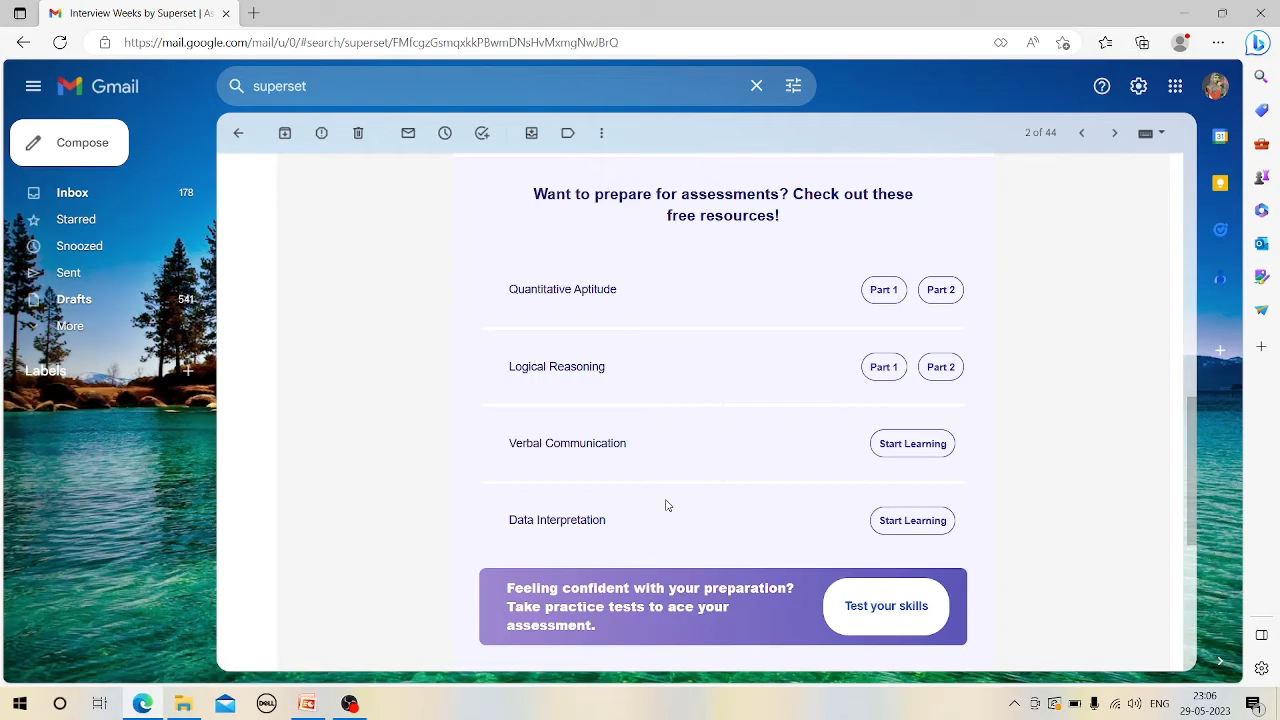 Interview Weeks by Superset | As
https://mail.google.com/mail/u/0/#search/superset/FMfcgzGsmqxkkPBwmDNsHvMxmgNwJBrQ
Gmail
superset
Compose
2 of 44
Inbox 178
Starred
Snoozed
Sent
Drafts 541
More
Labels
Want to prepare for assessments? Check out these
free resources!
Quantitative Aptitude Part 1 Part 2
Logical Reasoning Part 1 Part 2
Verbal Communication Start Learning
Data Interpretation Start Learning
Feeling confident with your preparation?
Take practice tests to ace your
assessment.
Test your skills
DELL
ENG
23:06
29-05-2023